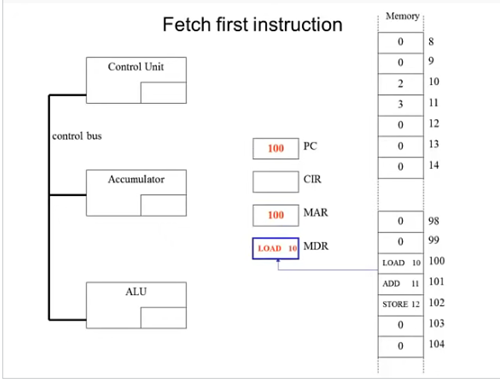 Fetch first instruction
Memory
0 8
0 9
2 10
3 11
0 12
0 13
0 14
0 98
0 99
LOAD 10 100
ADD 11 101
STORE 12 102
0 103
0 104
Control Unit
control bus
Accumulator
ALU
100 PC
CIR
100 MAR
LOAD 10 MDR